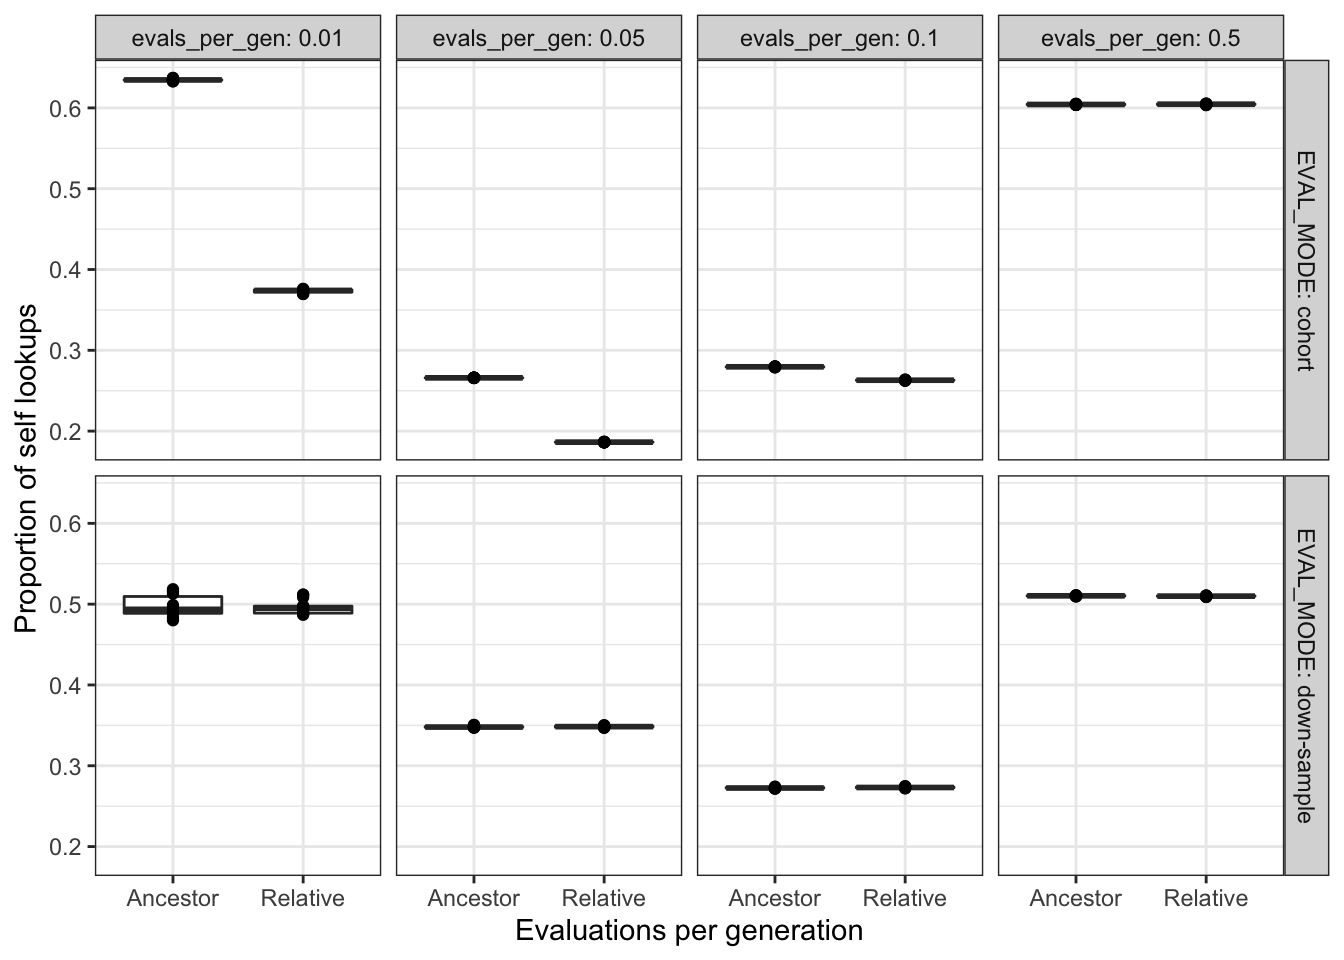 evals_per_gen: 0.01
evals_per_gen: 0.05
evals_per_gen: 0.1
evals_per_gen: 0.5
Proportion of self lookups
0.6
0.5
0.4
0.3
0.2
EVAL_MODE: cohort
0.6
0.5
0.4
0.3
0.2
EVAL_MODE: down-sample
Ancestor
Relative
Ancestor
Relative
Ancestor
Relative
Ancestor
Relative
Evaluations per generation